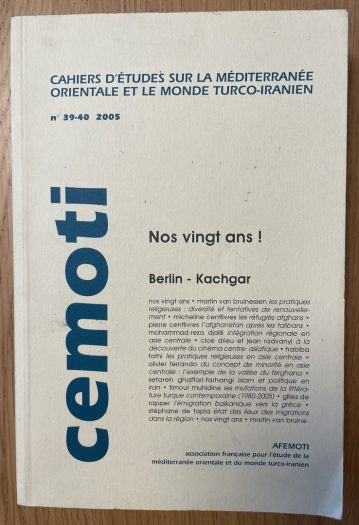 CAHIERS D'ÉTUDES SUR LA MÉDITERRANÉE
ORIENTALE ET LE MONDE TURCO-IRANIEN
n° 39-40 2005
cemoti
Nos vingt ans !
Berlin - Kachgar
nos vingt ans • martin van bruinessen les pratiques
religieuses : diversité et tentatives de renouvelle-
ment • micheline centlivres les réfugiés afghans •
pierre centlivres l'afghanistan après les talibans •
mohammad-reza djalili intégration régionale en
asie centrale • cloé drieu et jean radvanyi à la
découverte du cinéma centre-asiatique • habiba
fathi les pratiques religieuses en asie centrale •
olivier ferrando du concept de minorité en asie
centrale : l'exemple de la vallée du ferghana •
setareh ghaffari-farhangi islam et politique en
iran • timour muhidine les mutations de la littéra-
ture turque contemporaine (1980-2005) • gilles de
rapper l'émigration balkanique vers la grèce •
stéphane de tapia état des lieux des migrations
dans la région • nos vingt ans • martin van bruine-
AFEMOTI
association française pour l'étude de la
méditerranée orientale et du monde turco-iranien